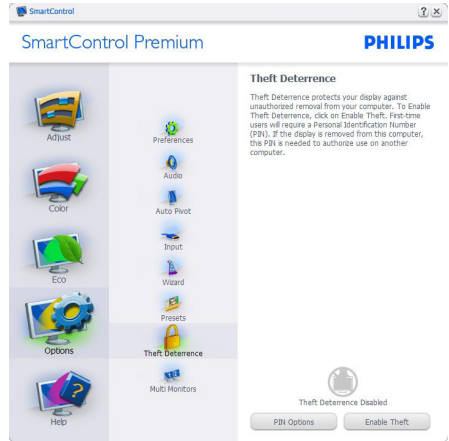 SmartControl
? x
SmartControl Premium
PHILIPS
Adjust
Color
Eco
Options
Help
Preferences
Audio
Auto Pivot
Input
Wizard
Presets
Theft Deterrence
Multi Monitors
Theft Deterrence
Theft Deterrence protects your display against
unauthorized removal from your computer. To Enable
Theft Deterrence, click on Enable Theft. First-time
users will require a Personal Identification Number
(PIN). If the display is removed from this computer,
this PIN is needed to authorize use on another
computer.
Theft Deterrence Disabled
PIN Options
Enable Theft